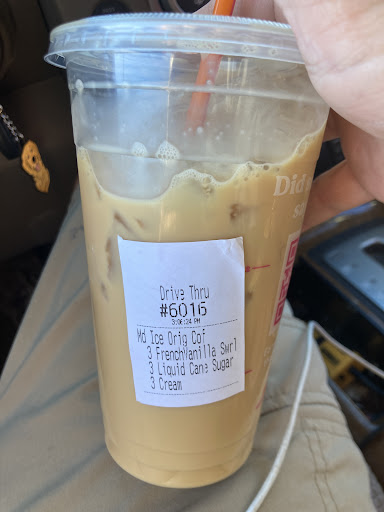 Did
Drive Thru
#6016
3:06:24 PM
Md Ice Orig Cof
3 FrenchVanilla Swrl
3 Liquid Cane Sugar
3 Cream